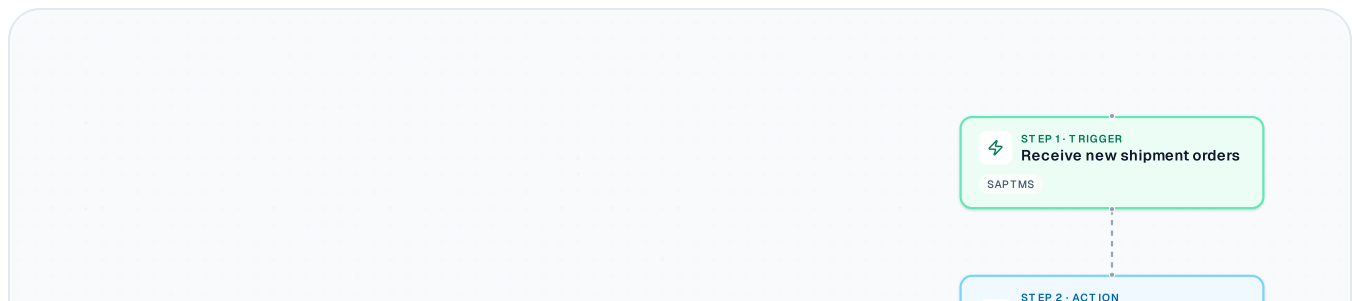 STEP 1 · TRIGGER
Receive new shipment orders
SAPTMS
STEP 2 · ACTION